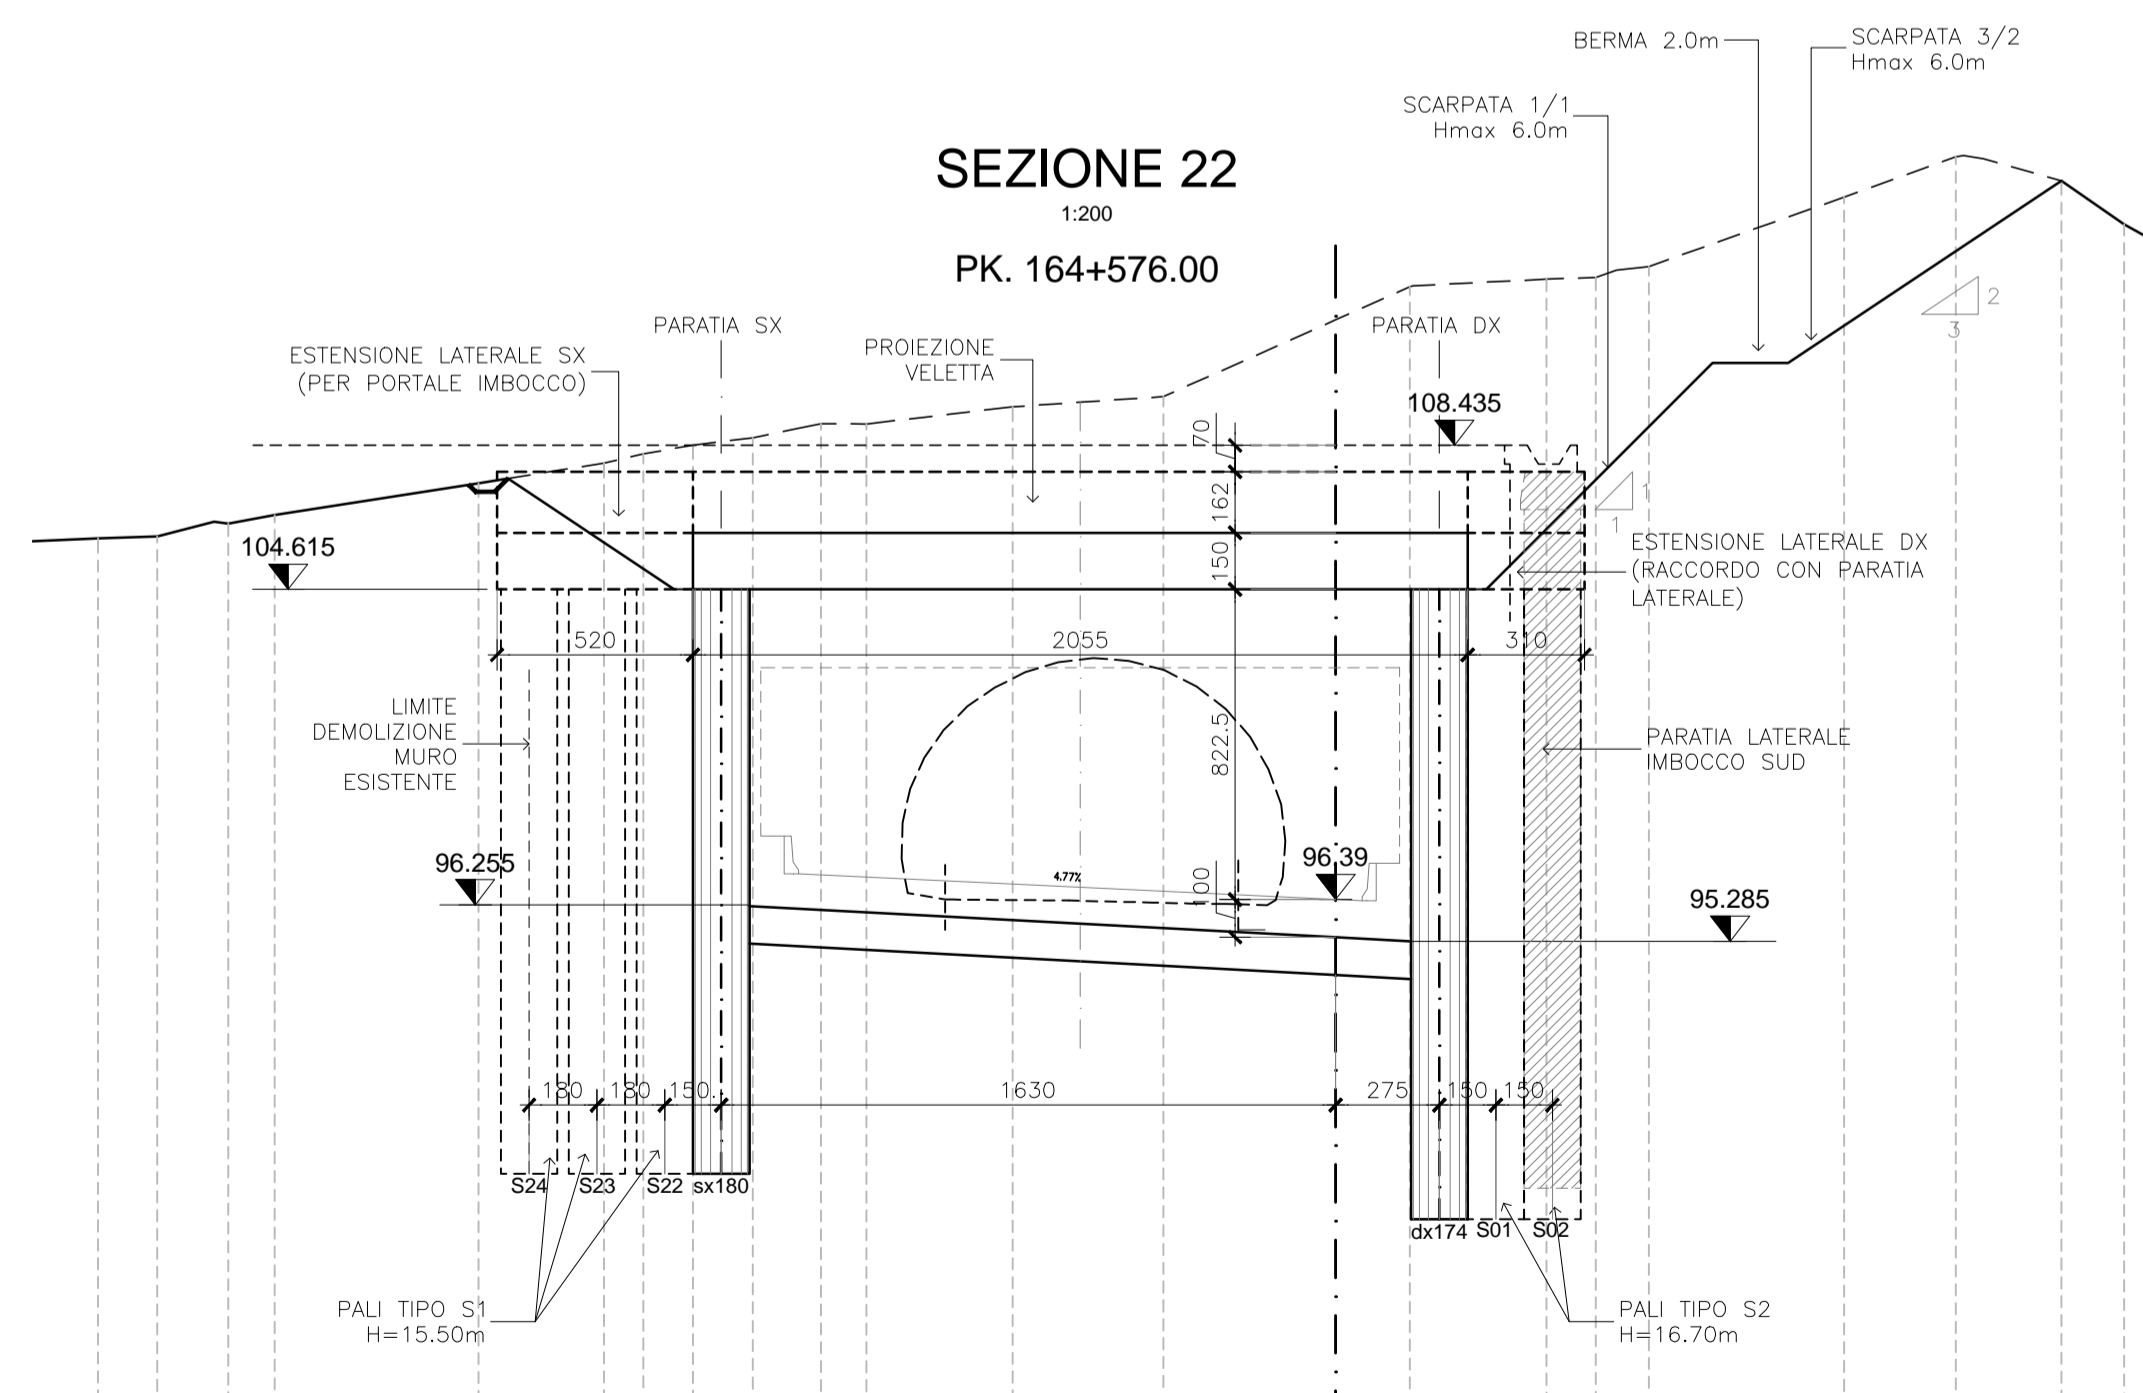 BERMA 2.0m
SCARPATA 3/2
Hmax 6.0m
SCARPATA 1/1
Hmax 6.0m
SEZIONE 22
1:200
PK. 164+576.00
PARATIA SX
PARATIA DX
ESTENSIONE LATERALE SX
(PER PORTALE IMBOCCO)
PROIEZIONE
VELETTA
2
3
108.435
70
162
150
1
1
104.615
ESTENSIONE LATERALE DX
(RACCORDO CON PARATIA
LATERALE)
520
2055
310
LIMITE
DEMOLIZIONE
MURO
ESISTENTE
822.5
PARATIA LATERALE
IMBOCCO SUD
96.255
4.77%
100
96.39
95.285
180
180
150
1630
275
150
150
S24
S23
S22
sx180
dx174
S01
S02
PALI TIPO S1
H=15.50m
PALI TIPO S2
H=16.70m